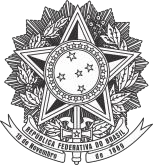 REPÚBLICA FEDERATIVA DO BRASIL
15 de Novembro de 1889